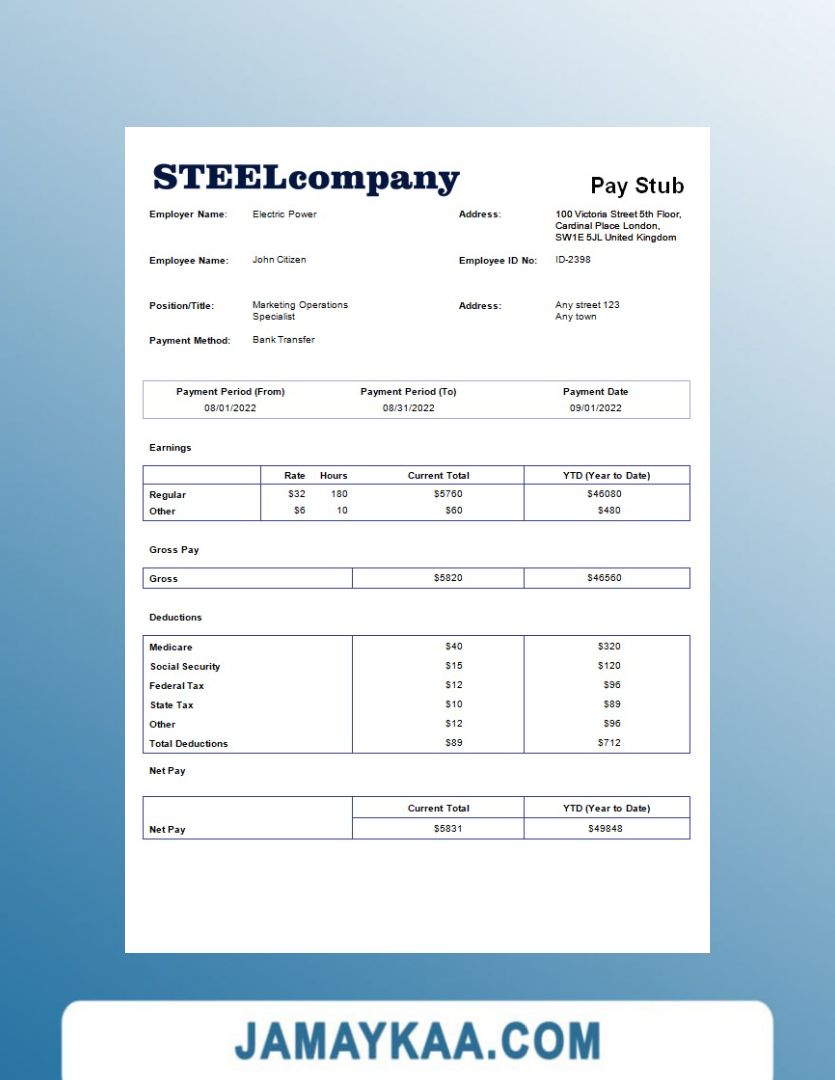 STEELcompany
Pay Stub
Employer Name: Electric Power Address: 100 Victoria Street 5th Floor,
Cardinal Place London,
SW1E 5JL United Kingdom
Employee Name: John Citizen Employee ID No: ID-2398
Position/Title: Marketing Operations Address: Any street 123
Specialist Any town
Payment Method: Bank Transfer
Payment Period (From) Payment Period (To) Payment Date
08/01/2022 08/31/2022 09/01/2022
Earnings
Rate Hours Current Total YTD (Year to Date)
Regular $32 180 $5760 $46080
Other $6 10 $60 $480
Gross Pay
Gross $5820 $46560
Deductions
Medicare $40 $320
Social Security $15 $120
Federal Tax $12 $96
State Tax $10 $89
Other $12 $96
Total Deductions $89 $712
Net Pay
Current Total YTD (Year to Date)
Net Pay $5831 $49848
JAMAYKAA.COM